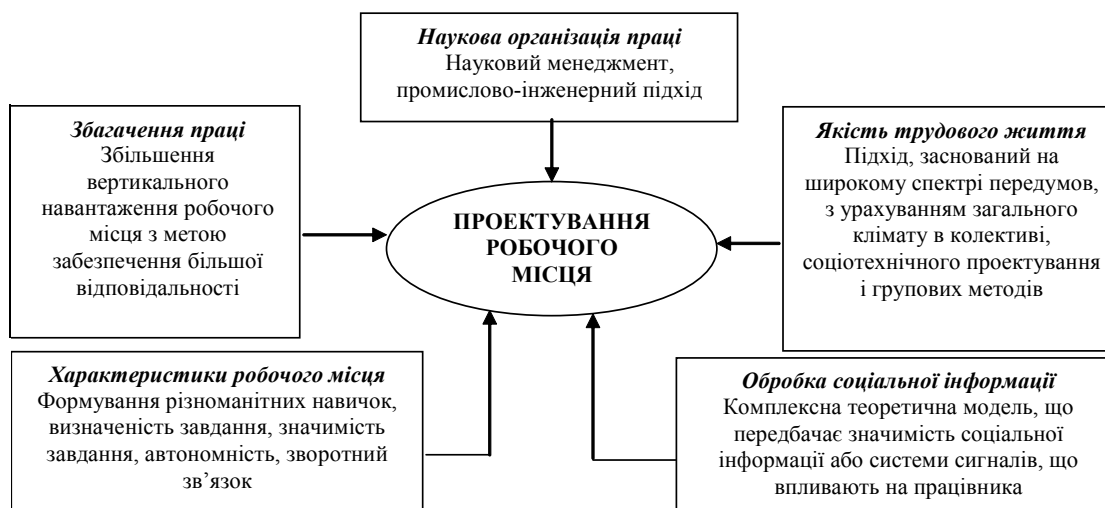 Наукова організація праці
Науковий менеджмент,
промислово-інженерний підхід
Збагачення праці
Збільшення
вертикального
навантаження робочого
місця з метою
забезпечення більшої
відповідальності
Якість трудового життя
Підхід, заснований на
широкому спектрі передумов,
з урахуванням загального
клімату в колективі,
соціотехнічного проектування
і групових методів
ПРОЕКТУВАННЯ
РОБОЧОГО
МІСЦЯ
Характеристики робочого місця
Формування різноманітних навичок,
визначеність завдання, значимість
завдання, автономність, зворотний
зв’язок
Обробка соціальної інформації
Комплексна теоретична модель, що
передбачає значимість соціальної
інформації або системи сигналів, що
впливають на працівника